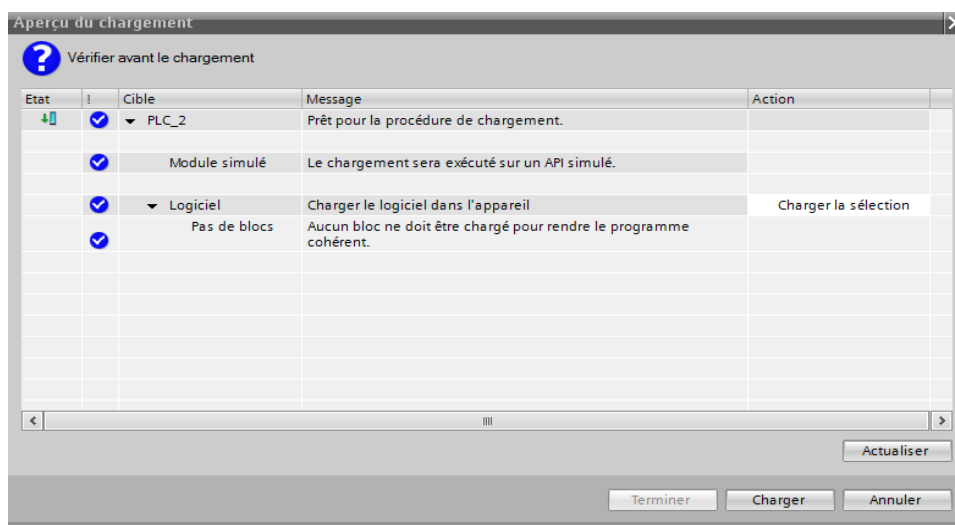 Aperçu du chargement
Vérifier avant le chargement
Etat ! Cible Message Action
PLC_2 Prêt pour la procédure de chargement.
Module simulé Le chargement sera exécuté sur un API simulé.
Logiciel Charger le logiciel dans l'appareil Charger la sélection
Pas de blocs Aucun bloc ne doit être chargé pour rendre le programme
cohérent.
Actualiser
Terminer Charger Annuler